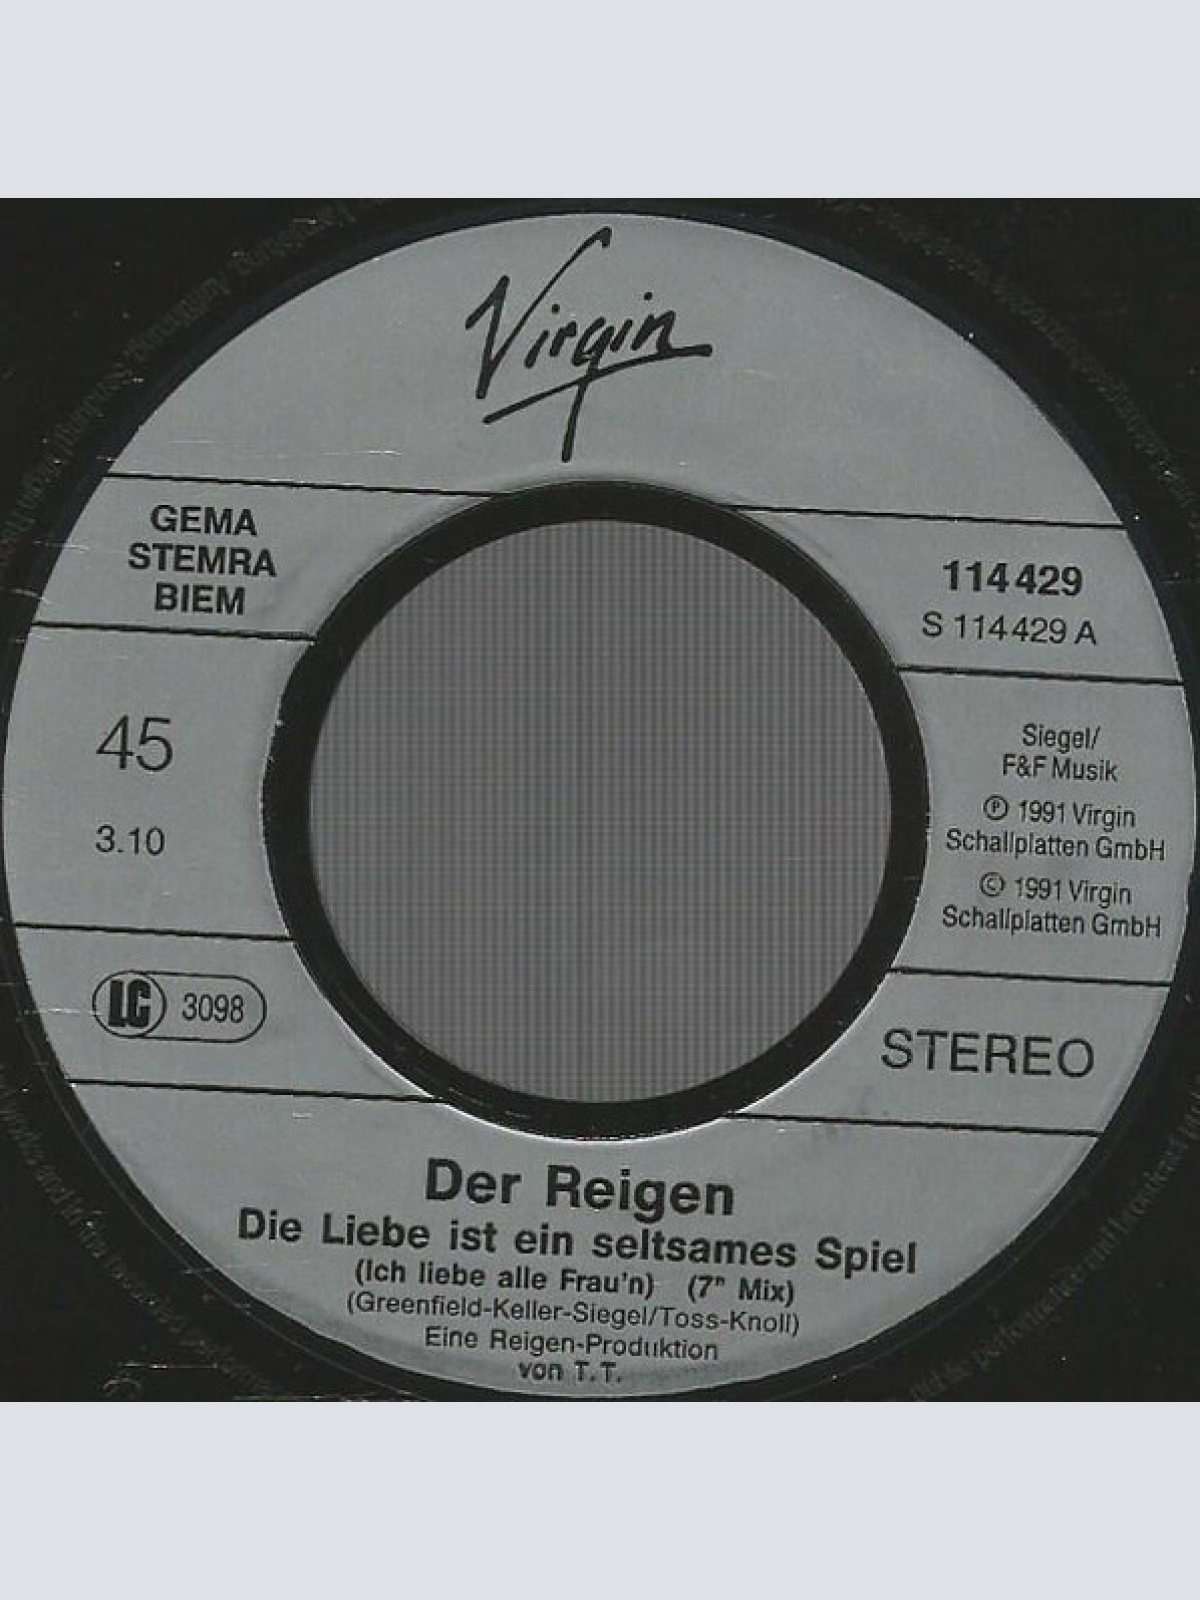 Virgin
GEMA
STEMRA
BIEM
114 429
S 114 429 A
45
3.10
Siegel/
F&F Musik
Ⓟ 1991 Virgin
Schallplatten GmbH
© 1991 Virgin
Schallplatten GmbH
LC 3098
STEREO
Der Reigen
Die Liebe ist ein seltsames Spiel
(Ich liebe alle Frau'n) (7" Mix)
(Greenfield-Keller-Siegel/Toss-Knoll)
Eine Reigen-Produktion
von T.T.